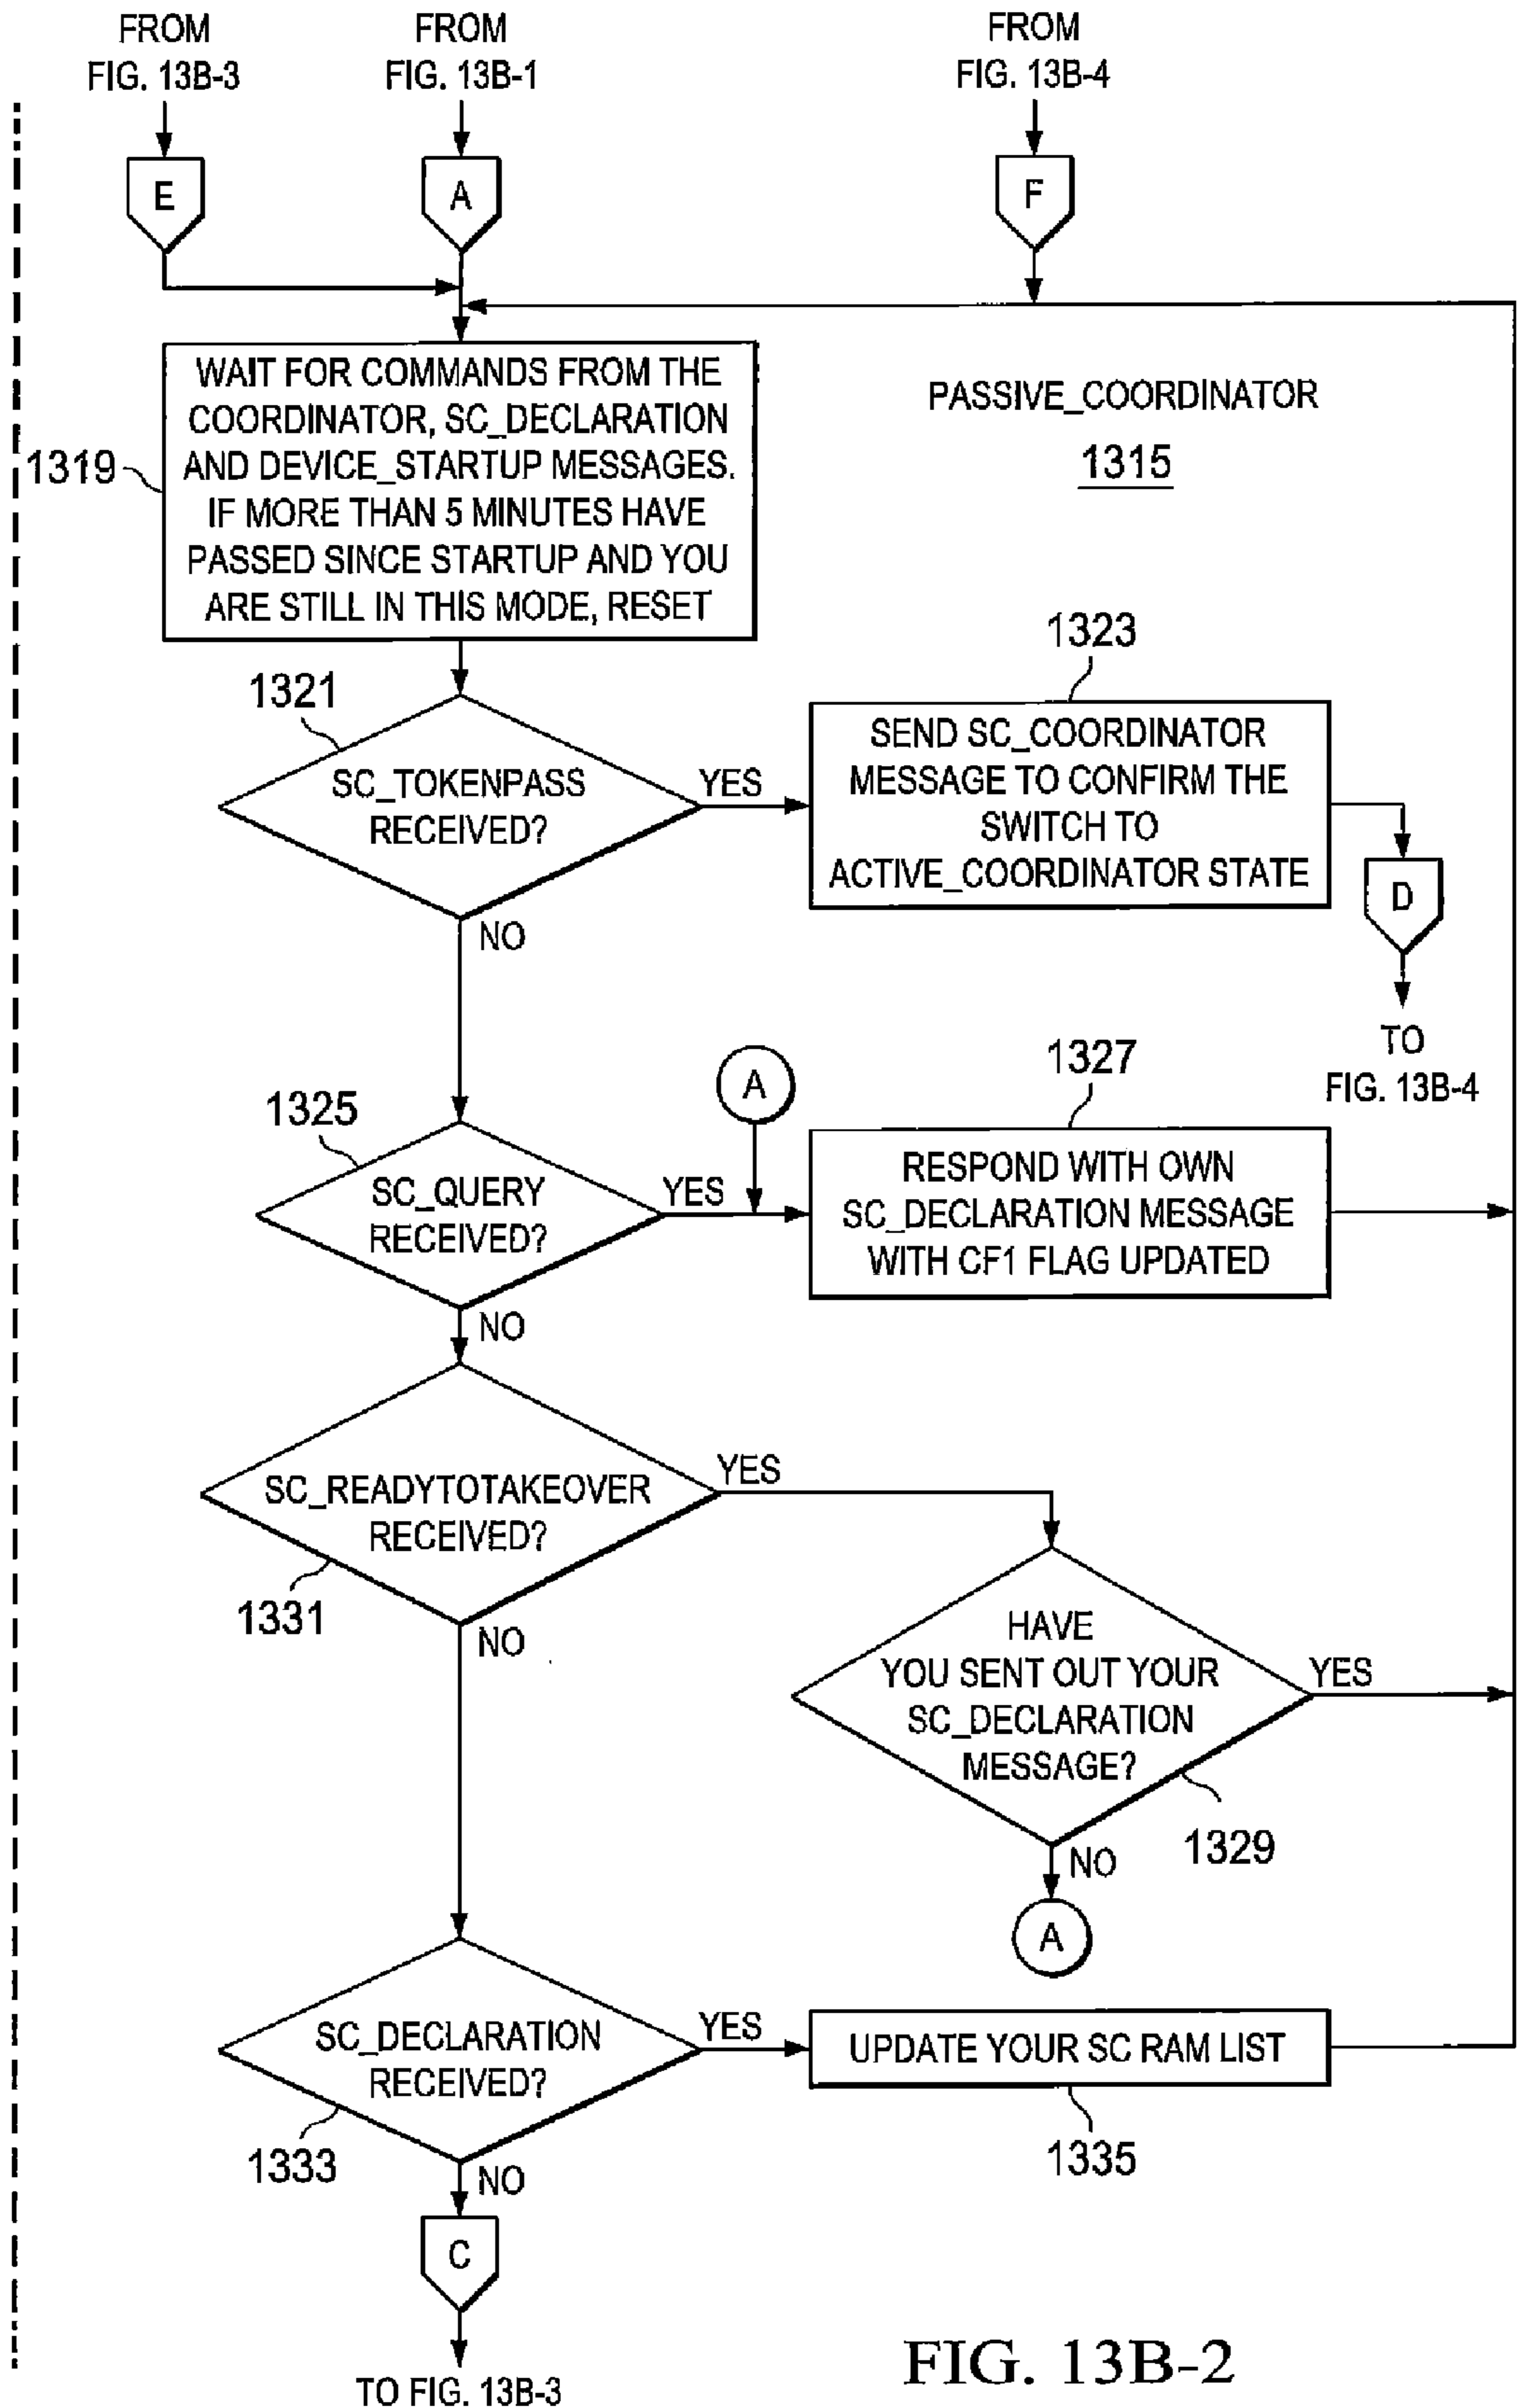 FROM
FIG. 13B-3
FROM
FIG. 13B-1
FROM
FIG. 13B-4
E
A
F
WAIT FOR COMMANDS FROM THE
COORDINATOR, SC_DECLARATION
AND DEVICE_STARTUP MESSAGES.
IF MORE THAN 5 MINUTES HAVE
PASSED SINCE STARTUP AND YOU
ARE STILL IN THIS MODE, RESET
1319
PASSIVE_COORDINATOR
1315
1321
SC_TOKENPASS
RECEIVED?
YES
NO
1323
SEND SC_COORDINATOR
MESSAGE TO CONFIRM THE
SWITCH TO
ACTIVE_COORDINATOR STATE
D
TO
FIG. 13B-4
1325
SC_QUERY
RECEIVED?
YES
NO
A
1327
RESPOND WITH OWN
SC_DECLARATION MESSAGE
WITH CF1 FLAG UPDATED
SC_READYTOTAKEOVER
RECEIVED?
YES
1331
NO
HAVE
YOU SENT OUT YOUR
SC_DECLARATION
MESSAGE?
YES
1329
NO
A
SC_DECLARATION
RECEIVED?
YES
1333
NO
UPDATE YOUR SC RAM LIST
1335
C
TO FIG. 13B-3
FIG. 13B-2